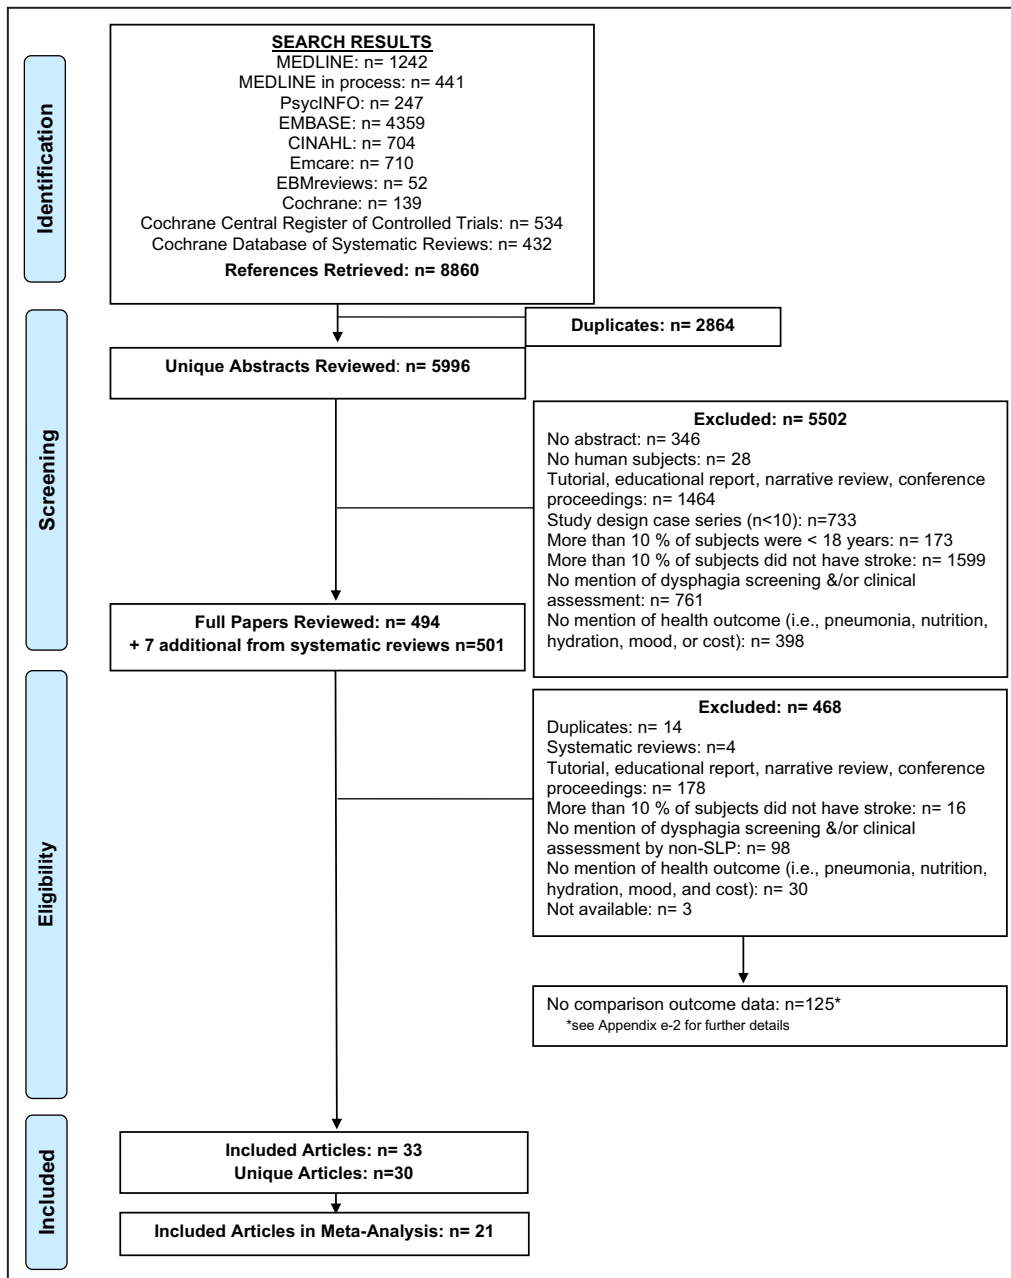 Identification
SEARCH RESULTS
MEDLINE: n= 1242
MEDLINE in process: n= 441
PsycINFO: n= 247
EMBASE: n= 4359
CINAHL: n= 704
Emcare: n= 710
EBMreviews: n= 52
Cochrane: n= 139
Cochrane Central Register of Controlled Trials: n= 534
Cochrane Database of Systematic Reviews: n= 432
References Retrieved: n= 8860
Screening
Duplicates: n= 2864
Unique Abstracts Reviewed: n= 5996
Excluded: n= 5502
No abstract: n= 346
No human subjects: n= 28
Tutorial, educational report, narrative review, conference
proceedings: n= 1464
Study design case series (n<10): n=733
More than 10 % of subjects were < 18 years: n= 173
More than 10 % of subjects did not have stroke: n= 1599
No mention of dysphagia screening &/or clinical
assessment: n= 761
No mention of health outcome (i.e., pneumonia, nutrition,
hydration, mood, or cost): n= 398
Full Papers Reviewed: n= 494
+ 7 additional from systematic reviews n=501
Eligibility
Excluded: n= 468
Duplicates: n= 14
Systematic reviews: n=4
Tutorial, educational report, narrative review, conference
proceedings: n= 178
More than 10 % of subjects did not have stroke: n= 16
No mention of dysphagia screening &/or clinical
assessment by non-SLP: n= 98
No mention of health outcome (i.e., pneumonia, nutrition,
hydration, mood, and cost): n= 30
Not available: n= 3
No comparison outcome data: n=125*
*see Appendix e-2 for further details
Included
Included Articles: n= 33
Unique Articles: n=30
Included Articles in Meta-Analysis: n= 21